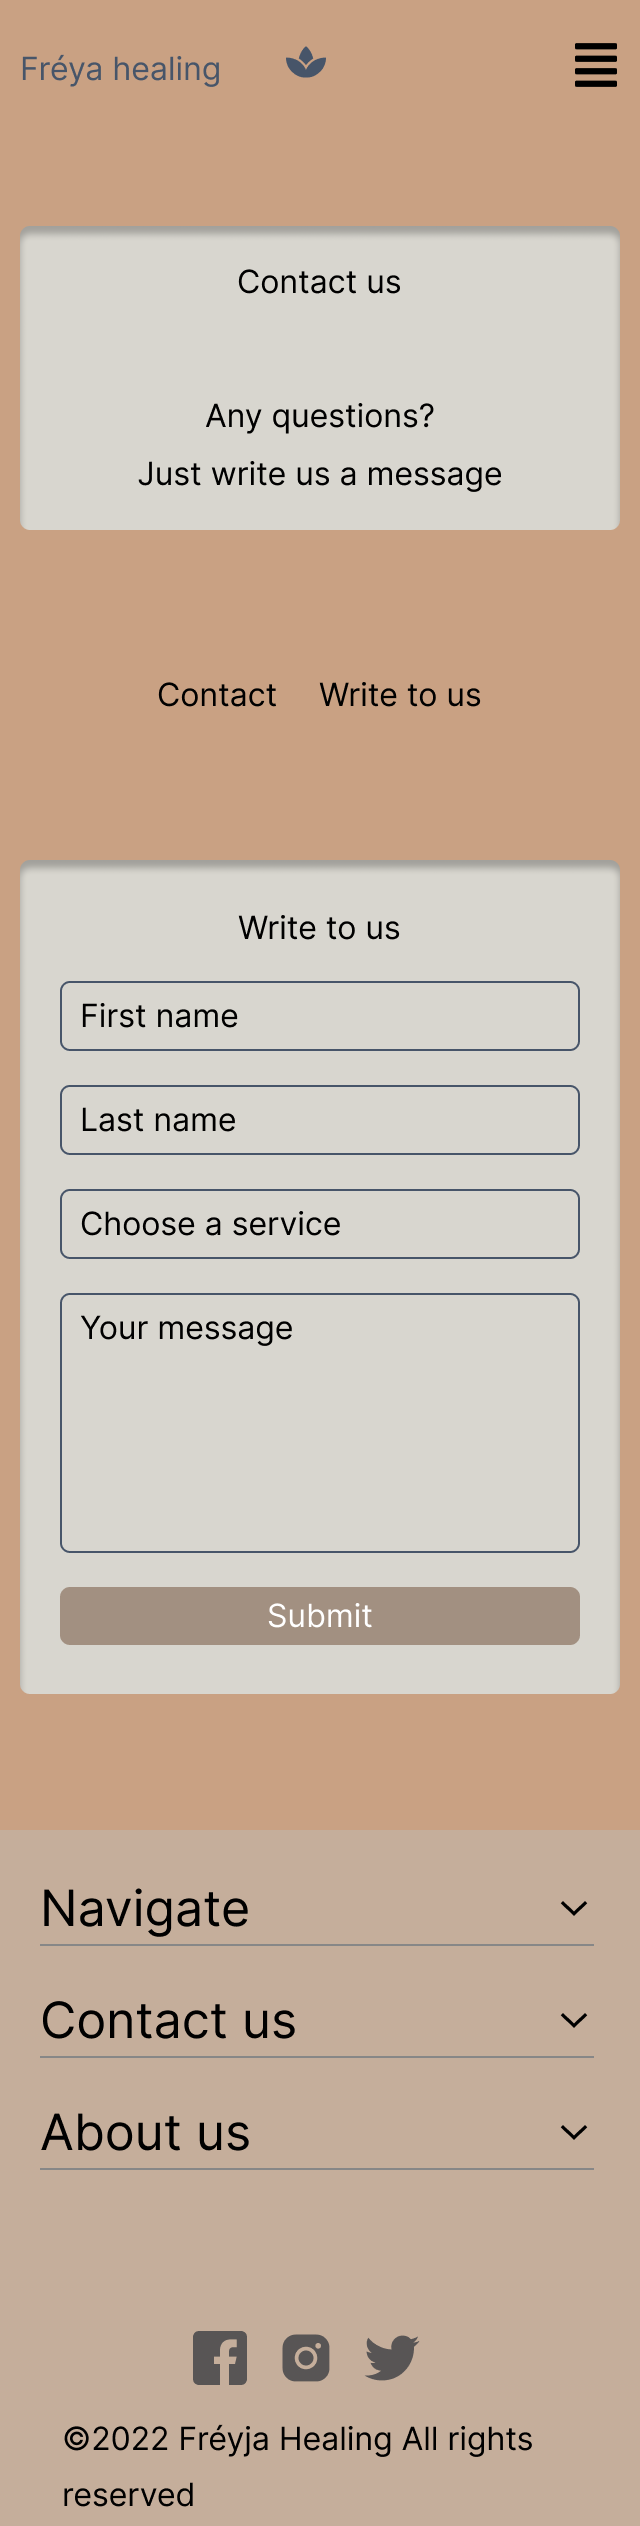 Fréya healing
Contact us
Any questions?
Just write us a message
Contact Write to us
Write to us
First name
Last name
Choose a service
Your message
Submit
Navigate
Contact us
About us
©2022 Fréyja Healing All rights
reserved